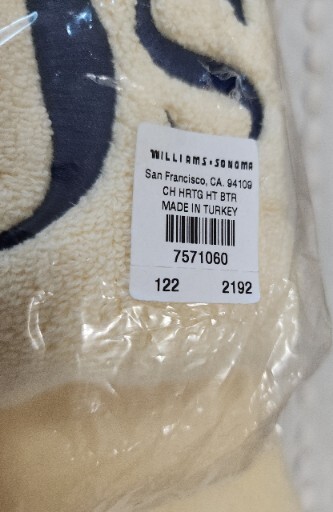 WILLIAMS-SONOMA
San Francisco, CA. 94109
CH HRTG HT BTR
MADE IN TURKEY
7571060
122 2192